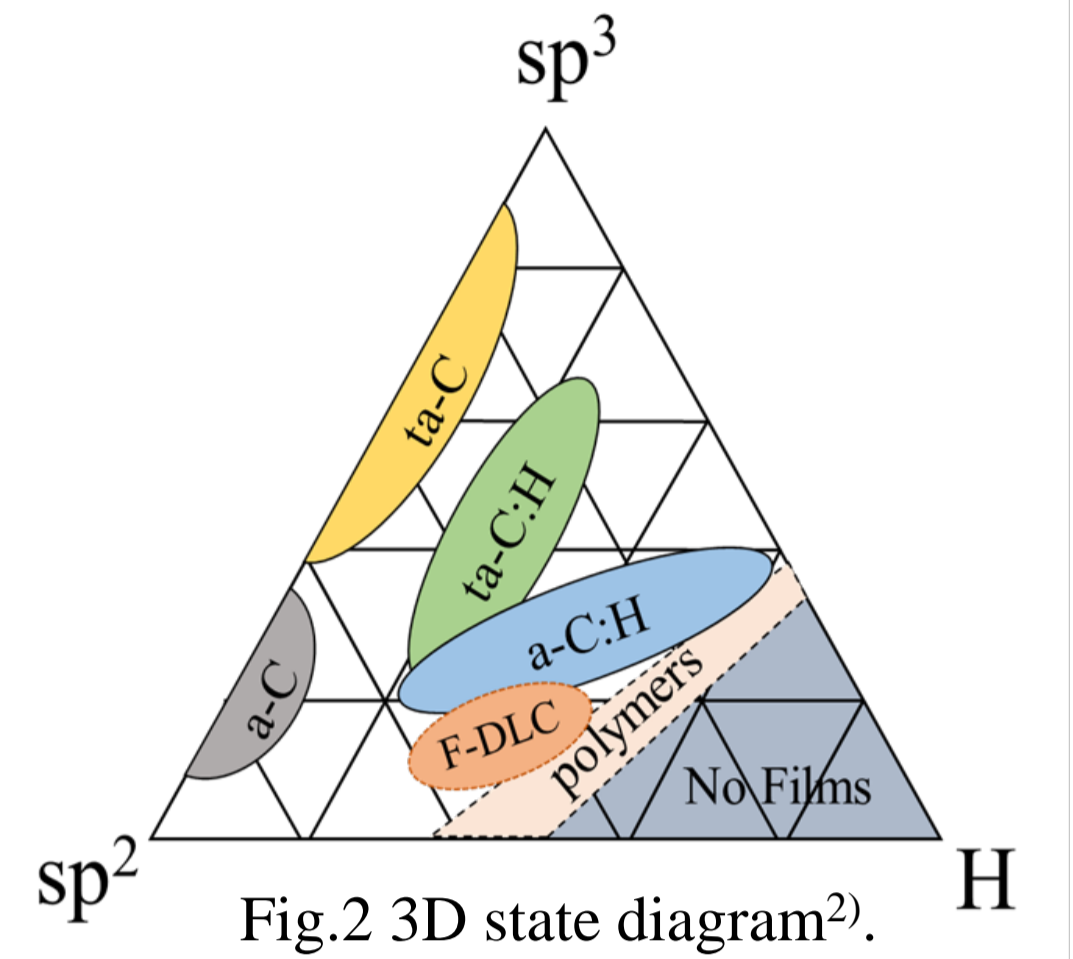 sp³
ta-C
ta-C:H
a-C:H
a-C
F-DLC
polymers
No Films
sp²
H
Fig.2 3D state diagram²⁾.